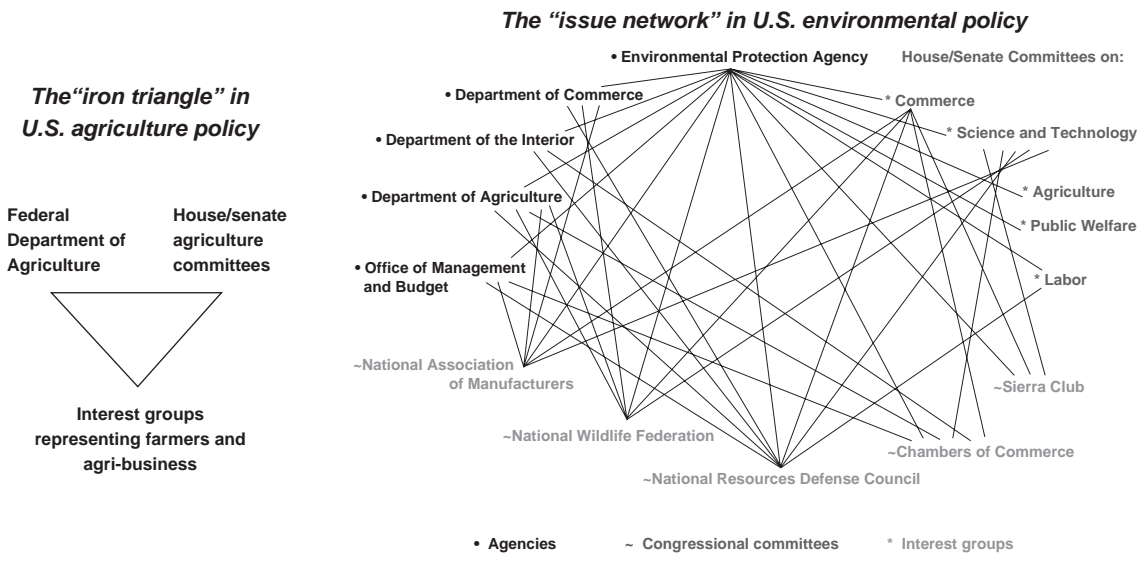 The“iron triangle” in
U.S. agriculture policy
Federal
Department of
Agriculture
House/senate
agriculture
committees
Interest groups
representing farmers and
agri-business
The “issue network” in U.S. environmental policy
• Environmental Protection Agency
House/Senate Committees on:
• Department of Commerce
* Commerce
• Department of the Interior
* Science and Technology
• Department of Agriculture
* Agriculture
* Public Welfare
• Office of Management
and Budget
* Labor
~National Association
of Manufacturers
~Sierra Club
~National Wildlife Federation
~Chambers of Commerce
~National Resources Defense Council
• Agencies
~ Congressional committees
* Interest groups